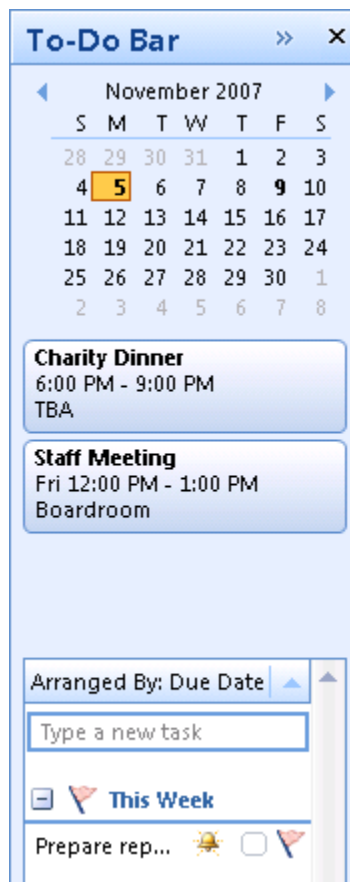 To-Do Bar
November 2007
S M T W T F S
28 29 30 31 1 2 3
4 5 6 7 8 9 10
11 12 13 14 15 16 17
18 19 20 21 22 23 24
25 26 27 28 29 30 1
2 3 4 5 6 7 8
Charity Dinner
6:00 PM - 9:00 PM
TBA
Staff Meeting
Fri 12:00 PM - 1:00 PM
Boardroom
Arranged By: Due Date
Type a new task
This Week
Prepare rep...